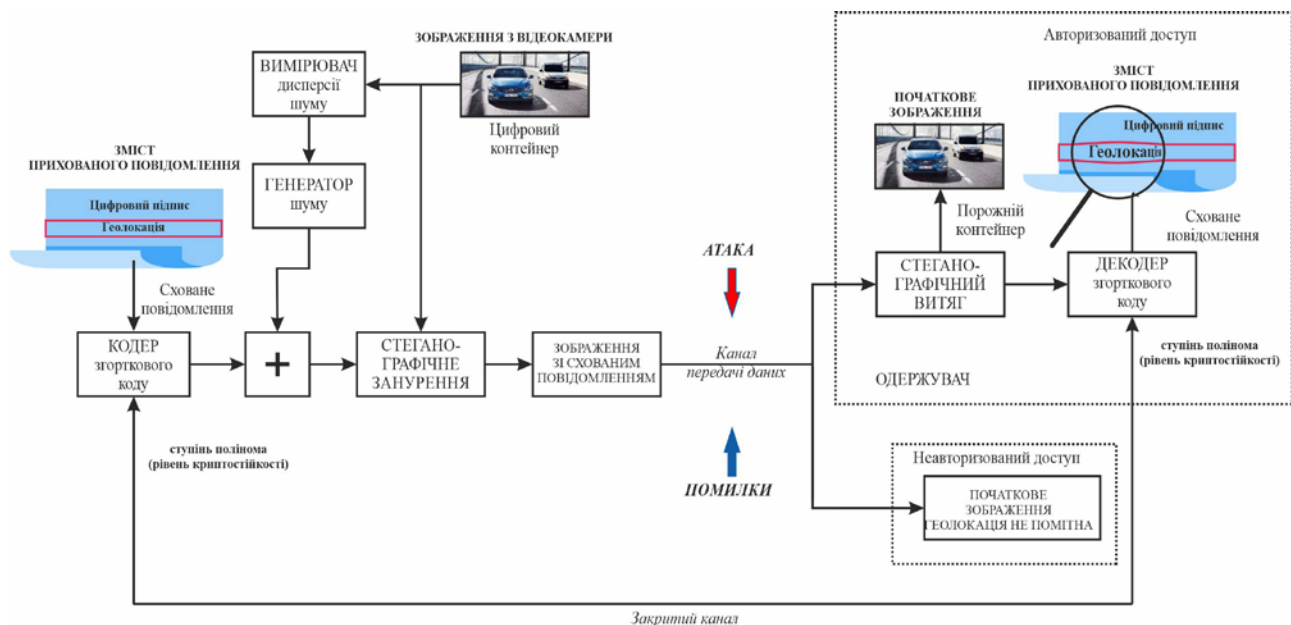 ЗМІСТ
ПРИХОВАНОГО ПОВІДОМЛЕННЯ
Цифровий підпис
Геолокація
Сховане
повідомлення
КОДЕР
згорткового
коду
ступінь полінома
(рівень криптостійкості)
ВИМІРЮВАЧ
дисперсії
шуму
ГЕНЕРАТОР
шуму
+
ЗОБРАЖЕННЯ З ВІДЕОКАМЕРИ
Цифровий
контейнер
СТЕГАНО-
ГРАФІЧНЕ
ЗАНУРЕННЯ
ЗОБРАЖЕННЯ
ЗІ СХОВАНИМ
ПОВІДОМЛЕННЯМ
АТАКА
Канал
передачі даних
ПОМИЛКИ
Авторизований доступ
ПОЧАТКОВЕ
ЗОБРАЖЕННЯ
Порожній
контейнер
СТЕГАНО-
ГРАФІЧНИЙ
ВИТЯГ
ЗМІСТ
ПРИХОВАНОГО ПОВІДОМЛЕННЯ
Цифровий підпис
Геолокація
Сховане
повідомлення
ДЕКОДЕР
згорткового
коду
ступінь полінома
(рівень криптостійкості)
ОДЕРЖУВАЧ
Неавторизований доступ
ПОЧАТКОВЕ
ЗОБРАЖЕННЯ
ГЕОЛОКАЦІЯ НЕ ПОМІТНА
Закритий канал